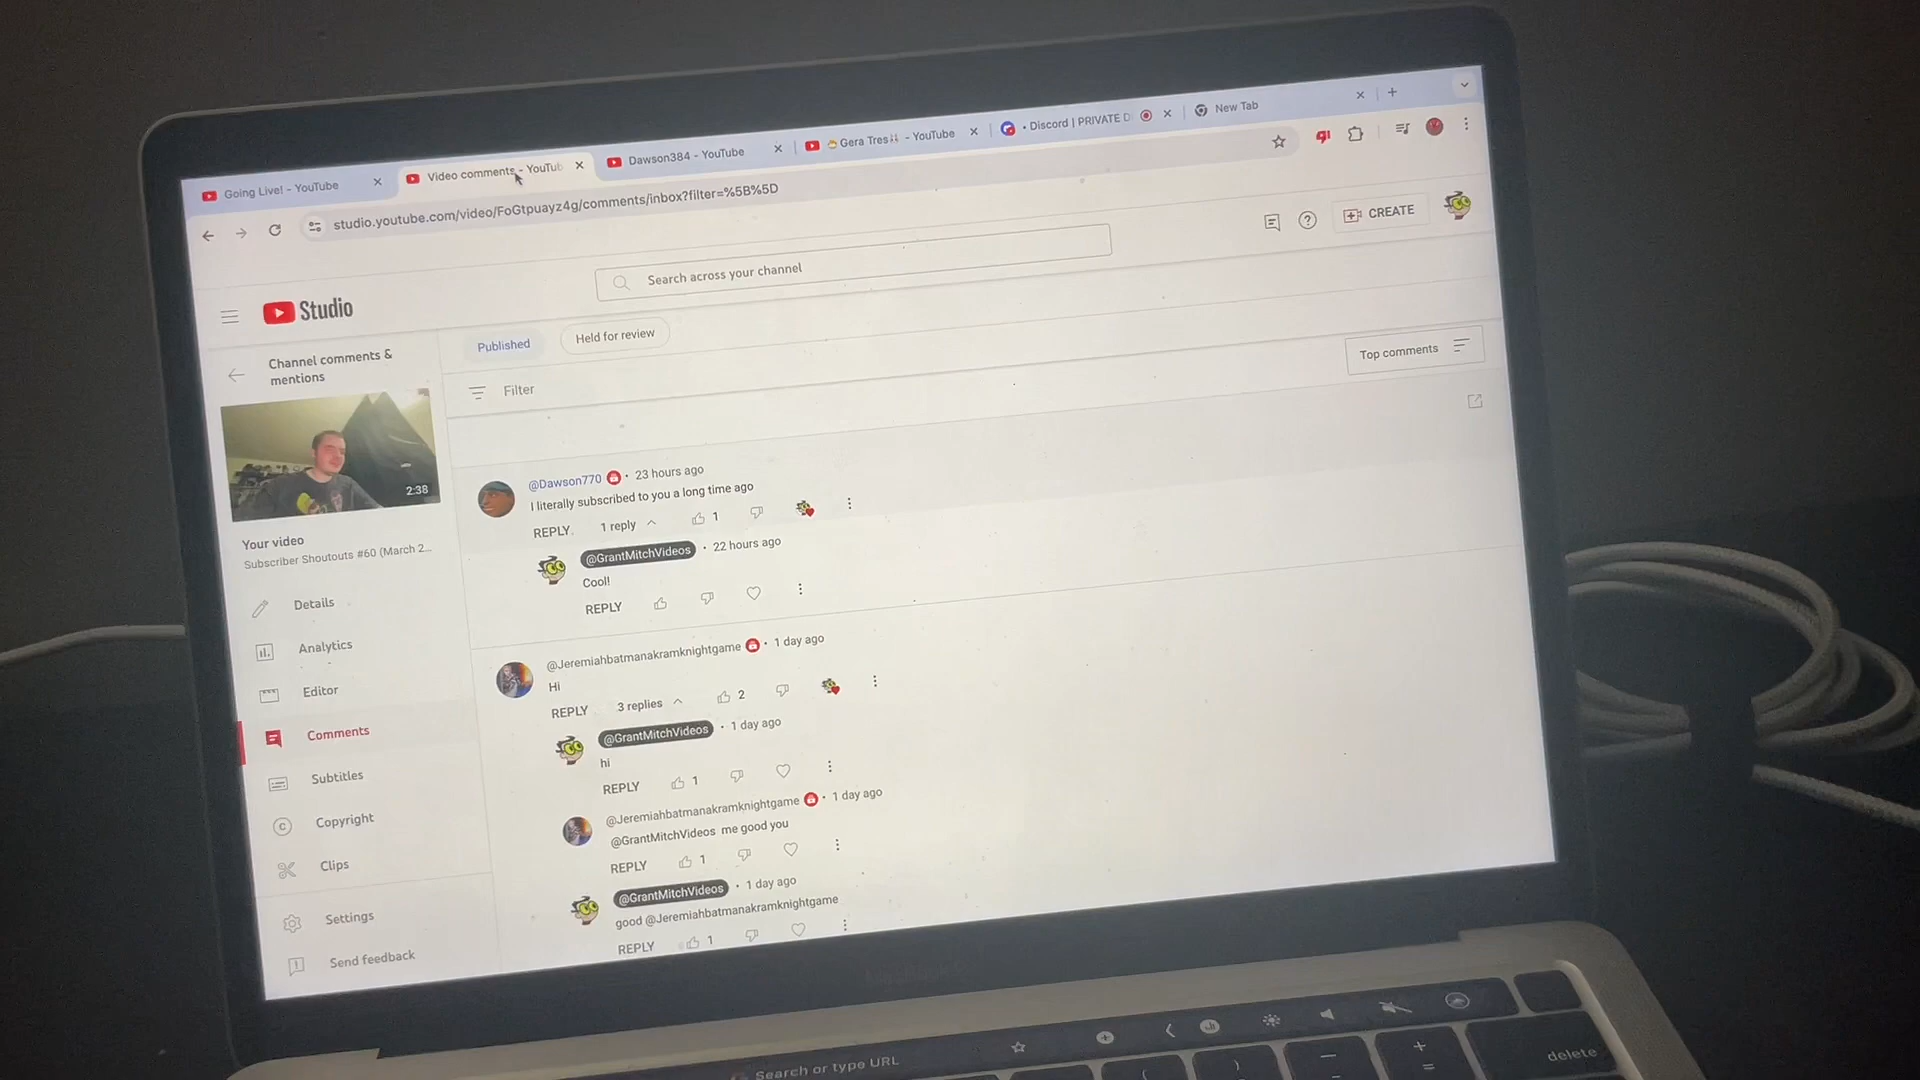 Going Live! - YouTube
Video comments - YouTub
Dawson384 - YouTube
Gera Tres - YouTube
• Discord | PRIVATE D
New Tab
studio.youtube.com/video/FoGtpuayz4g/comments/inbox?filter=%5B%5D
Studio
Search across your channel
CREATE
Channel comments &
mentions
2:38
Your video
Subscriber Shoutouts #60 (March 2...
Details
Analytics
Editor
Comments
Subtitles
Copyright
Clips
Settings
Send feedback
Published
Held for review
Filter
Top comments
@Dawson770 • 23 hours ago
I literally subscribed to you a long time ago
REPLY 1 reply 1
@GrantMitchVideos • 22 hours ago
Cool!
REPLY
@Jeremiahbatmanakramknightgame • 1 day ago
Hi
REPLY 3 replies 2
@GrantMitchVideos • 1 day ago
hi
REPLY 1
@Jeremiahbatmanakramknightgame • 1 day ago
@GrantMitchVideos me good you
REPLY 1
@GrantMitchVideos • 1 day ago
good @Jeremiahbatmanakramknightgame
REPLY 1
Search or type URL
delete